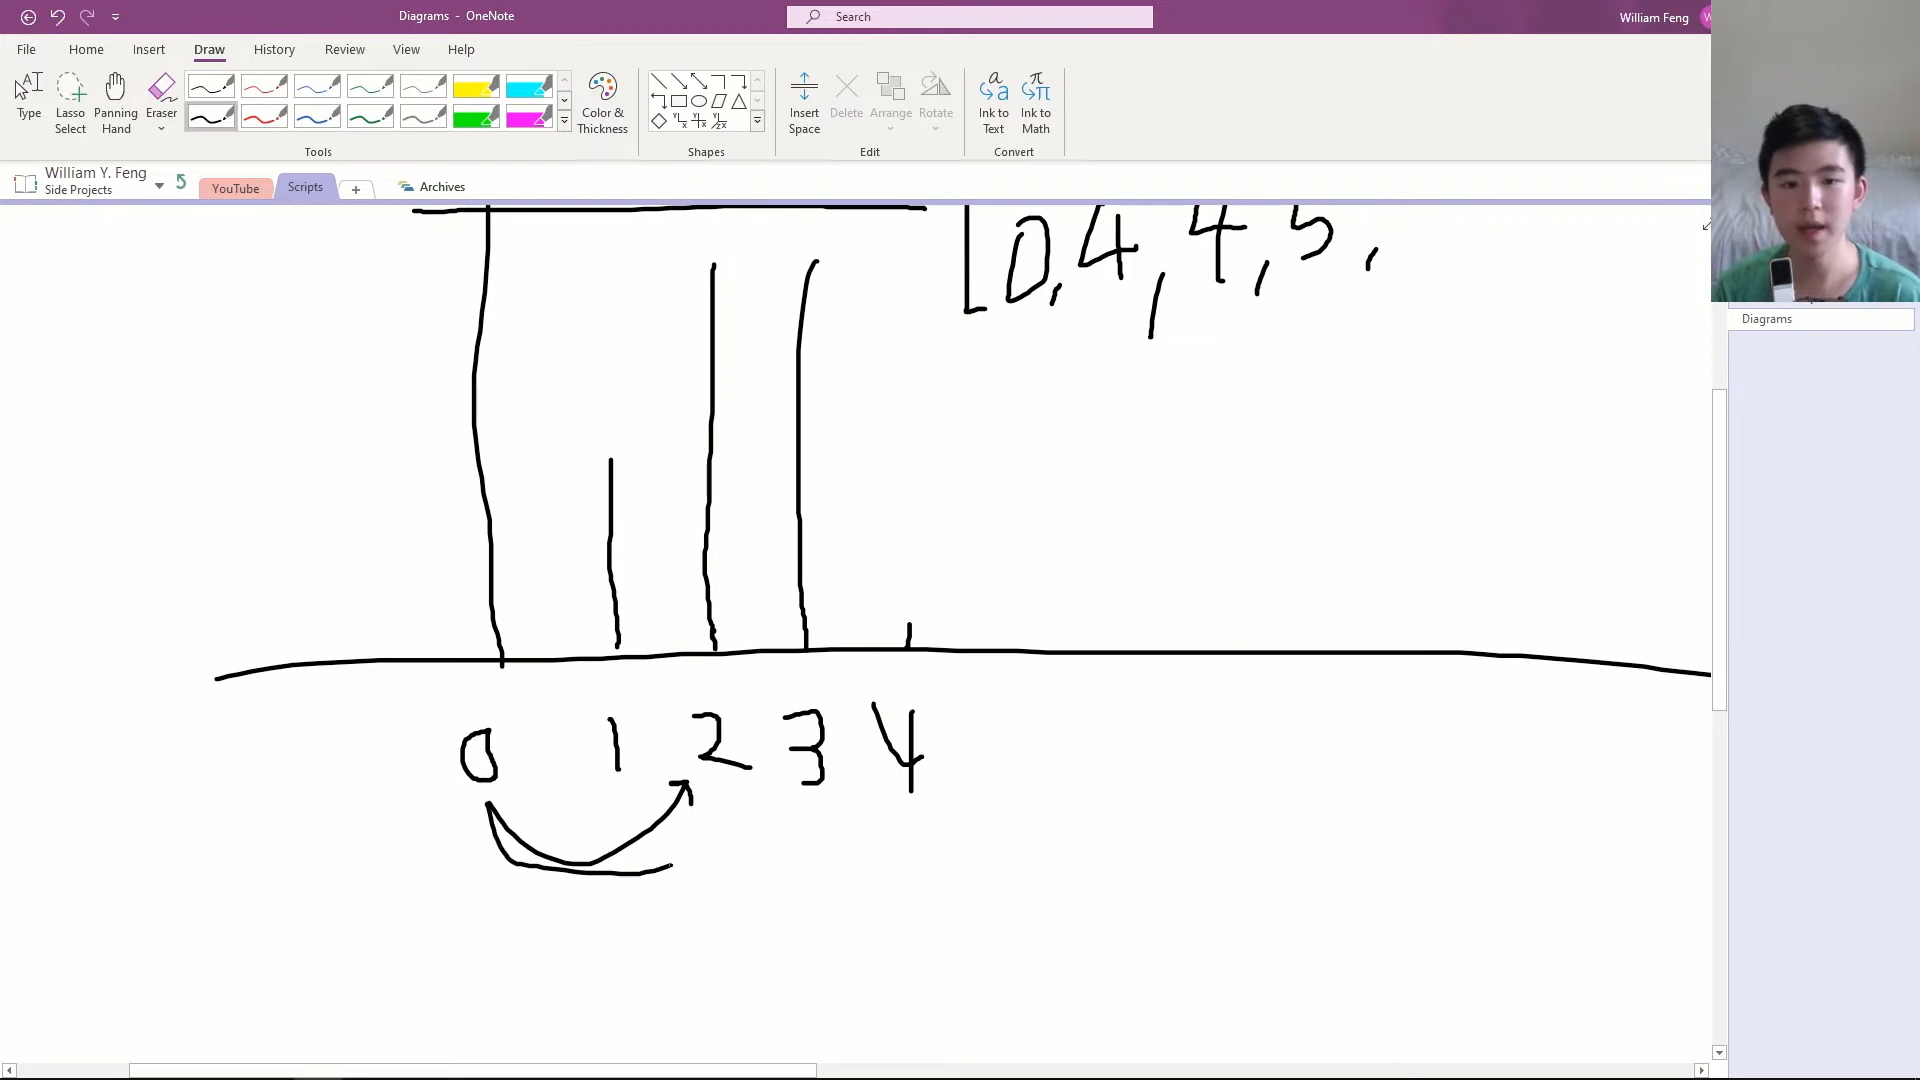 Diagrams - OneNote
Search
William Feng
File Home Insert Draw History Review View Help
Type
Lasso Select
Panning Hand
Eraser
Color & Thickness
Insert Space
Delete
Arrange
Rotate
Ink to Text
Ink to Math
Tools
Shapes
Edit
Convert
William Y. Feng
Side Projects
YouTube
Scripts
+
Archives
Diagrams
[0, 4, 4, 5,
0 1 2 3 4